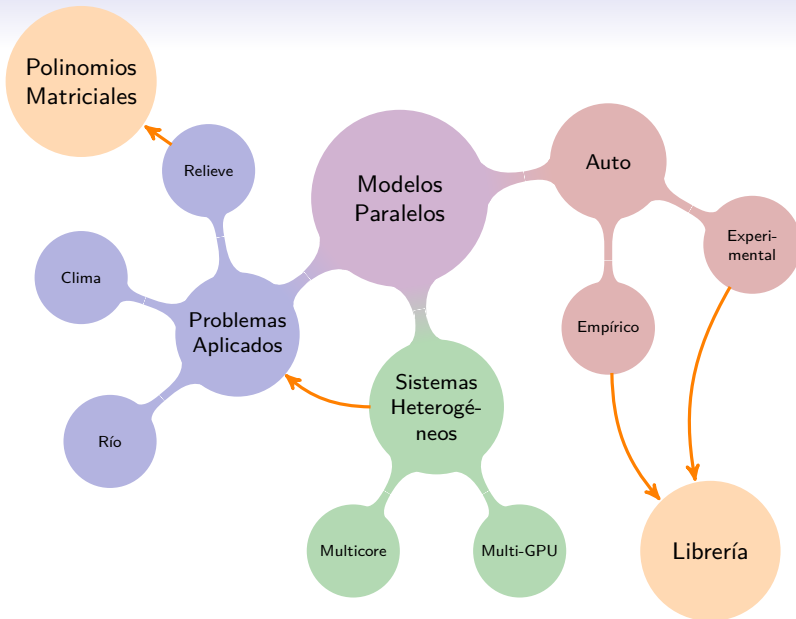 Polinomios
Matriciales
Relieve
Modelos
Paralelos
Auto
Experi-
mental
Clima
Problemas
Aplicados
Empírico
Sistemas
Heterogé-
neos
Río
Multicore
Multi-GPU
Librería